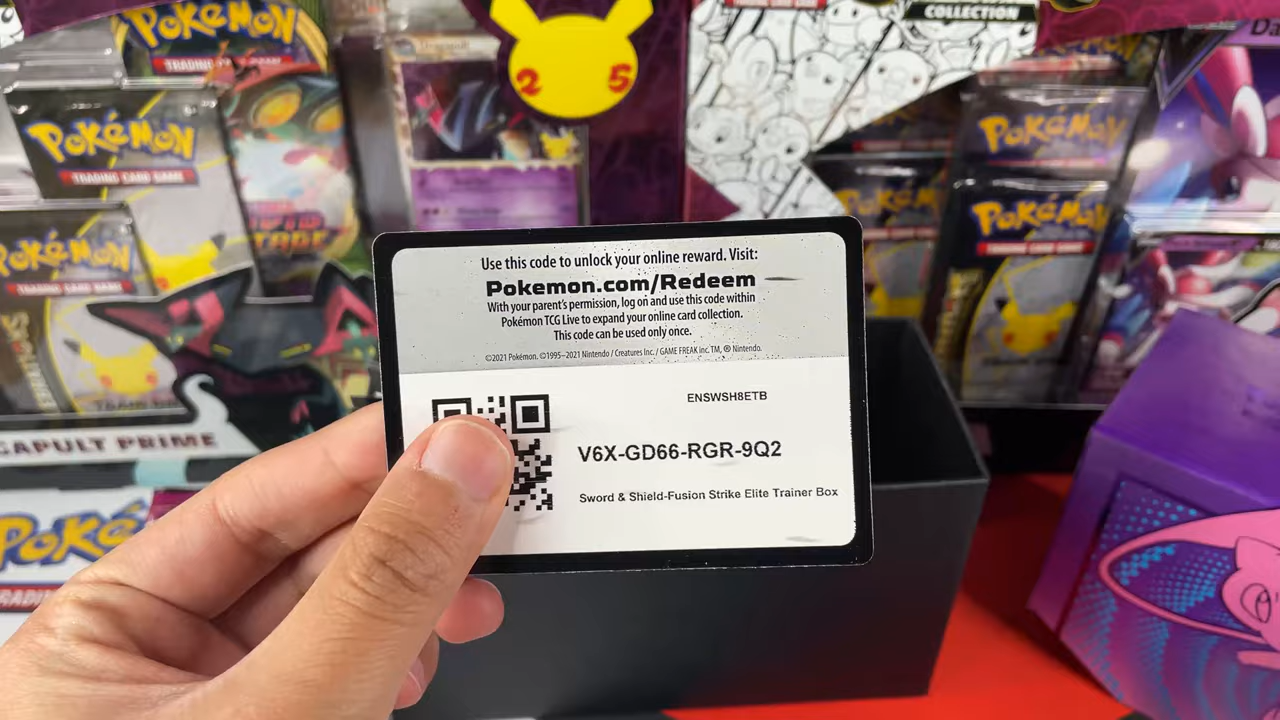 Pokémon
TRADING CARD GAME
COLLECTION
2 5
Pokémon
TRADING CARD GAME
Pokémon
Pokémon
TRADING CARD GAME
Pokémon
Pokémon
TRADING CARD GAME
Use this code to unlock your online reward. Visit:
Pokemon.com/Redeem
With your parent's permission, log on and use this code within
Pokémon TCG Live to expand your online card collection.
This code can be used only once.
©2021 Pokémon. ©1995–2021 Nintendo / Creatures Inc. / GAME FREAK inc. TM, ® Nintendo.
ENSWSH8ETB
V6X-GD66-RGR-9Q2
Sword & Shield-Fusion Strike Elite Trainer Box
GAPULT PRIME
Poké